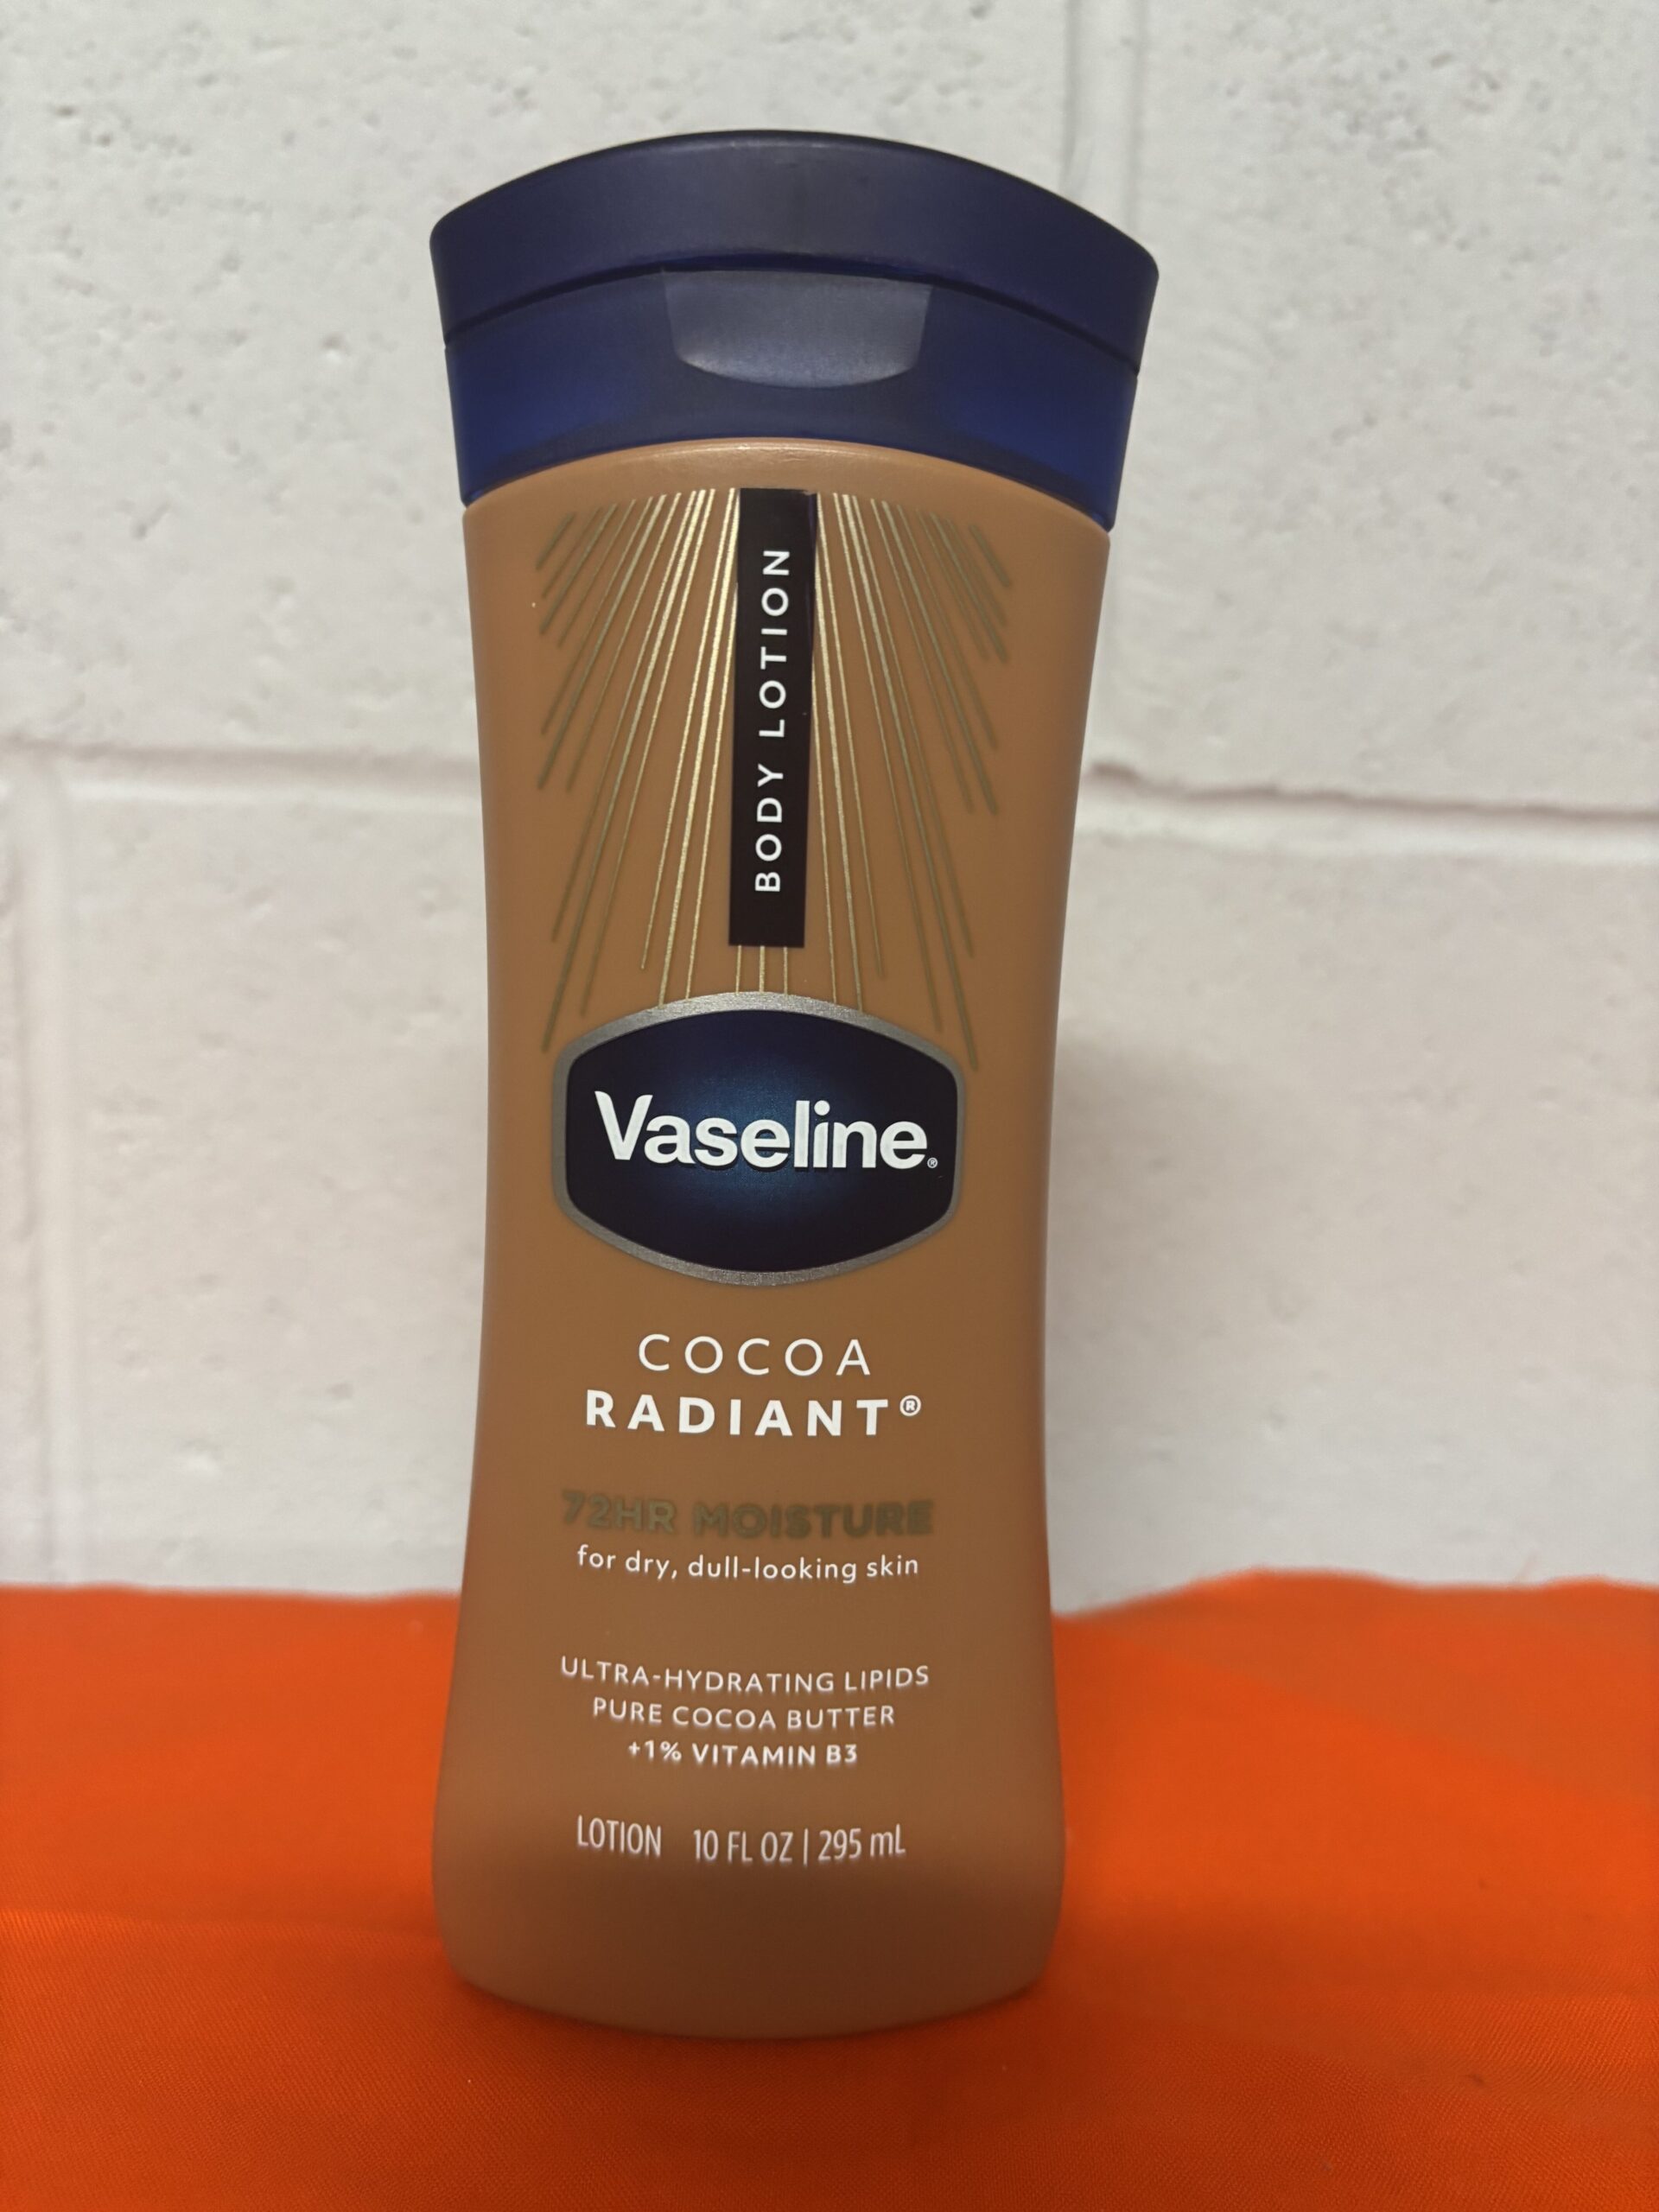 BODY LOTION
Vaseline®
COCOA
RADIANT®
72HR MOISTURE
for dry, dull-looking skin
ULTRA-HYDRATING LIPIDS
PURE COCOA BUTTER
+1% VITAMIN B3
LOTION 10 FL OZ | 295 mL